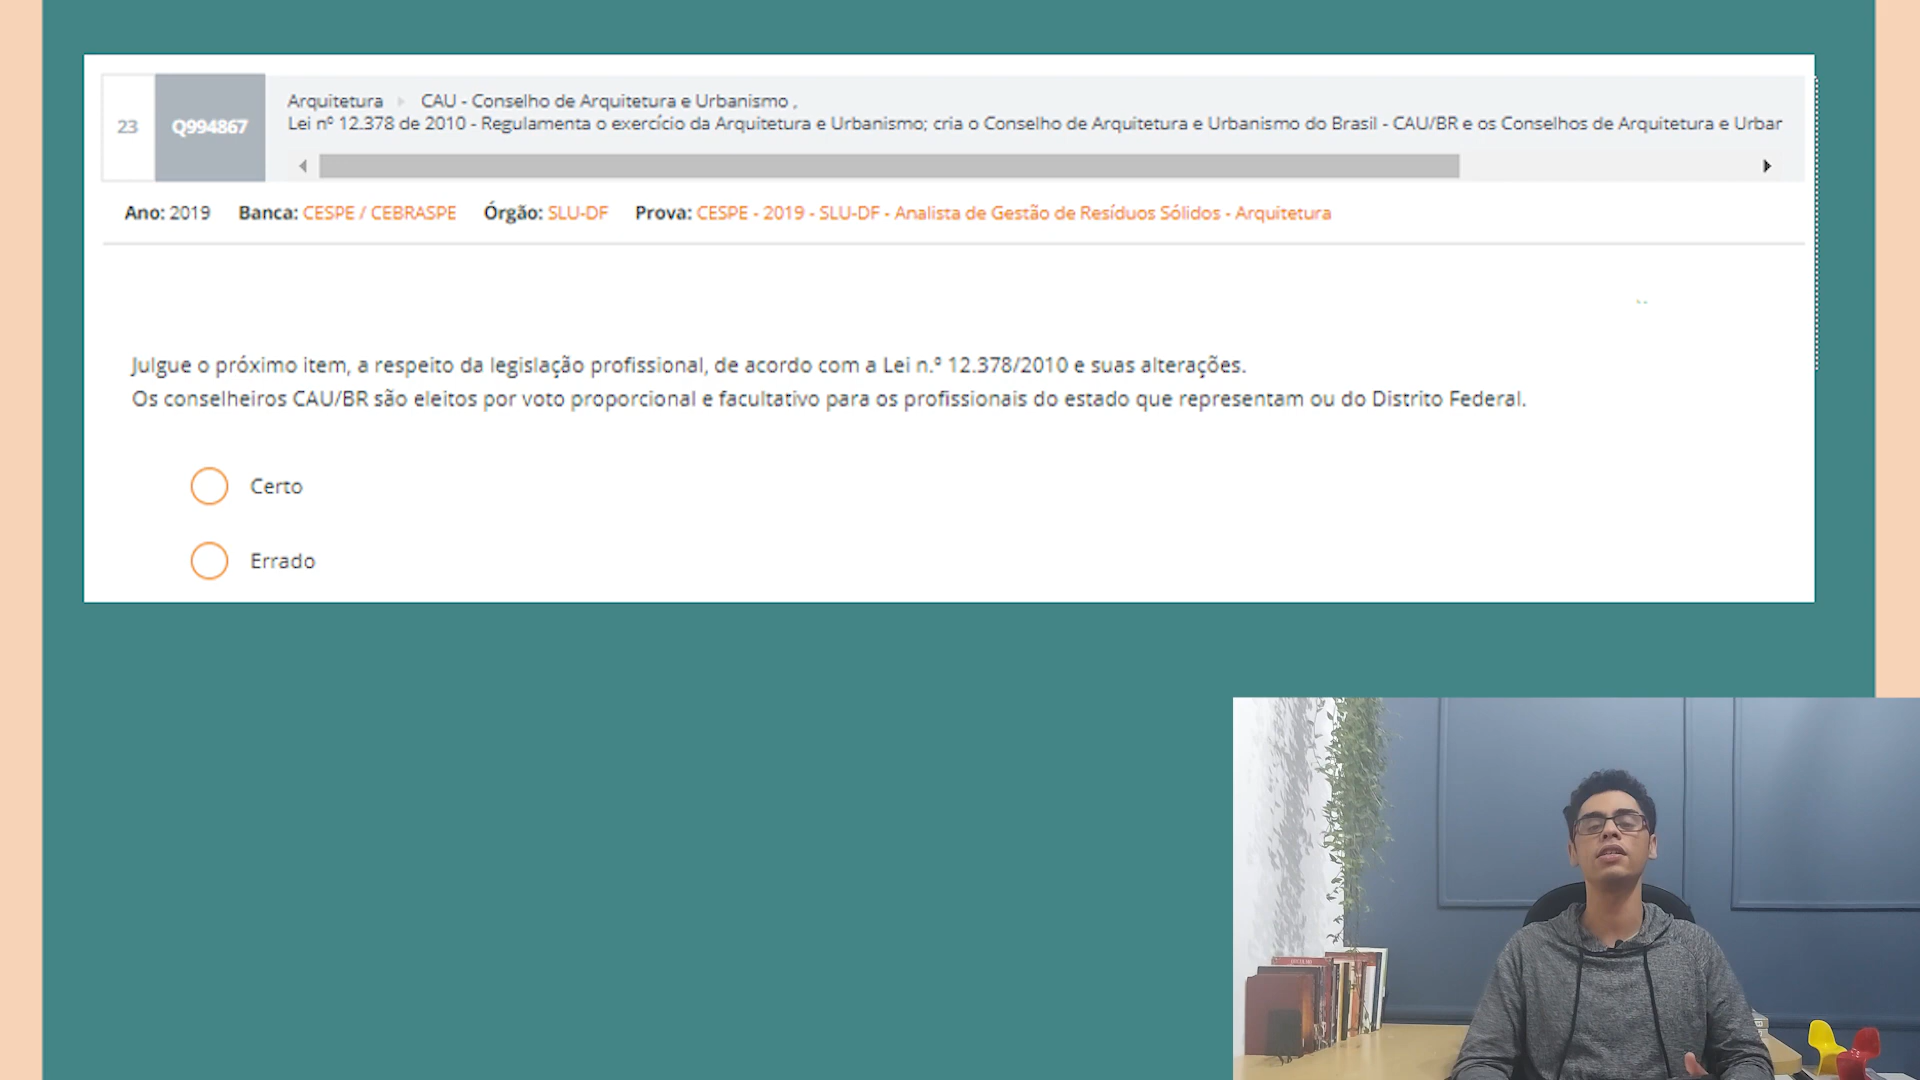 23
Q994867
Arquitetura
CAU - Conselho de Arquitetura e Urbanismo ,
Lei nº 12.378 de 2010 - Regulamenta o exercício da Arquitetura e Urbanismo; cria o Conselho de Arquitetura e Urbanismo do Brasil - CAU/BR e os Conselhos de Arquitetura e Urbar
Ano: 2019 Banca: CESPE / CEBRASPE Órgão: SLU-DF Prova: CESPE - 2019 - SLU-DF - Analista de Gestão de Resíduos Sólidos - Arquitetura
Julgue o próximo item, a respeito da legislação profissional, de acordo com a Lei n.º 12.378/2010 e suas alterações.
Os conselheiros CAU/BR são eleitos por voto proporcional e facultativo para os profissionais do estado que representam ou do Distrito Federal.
Certo
Errado